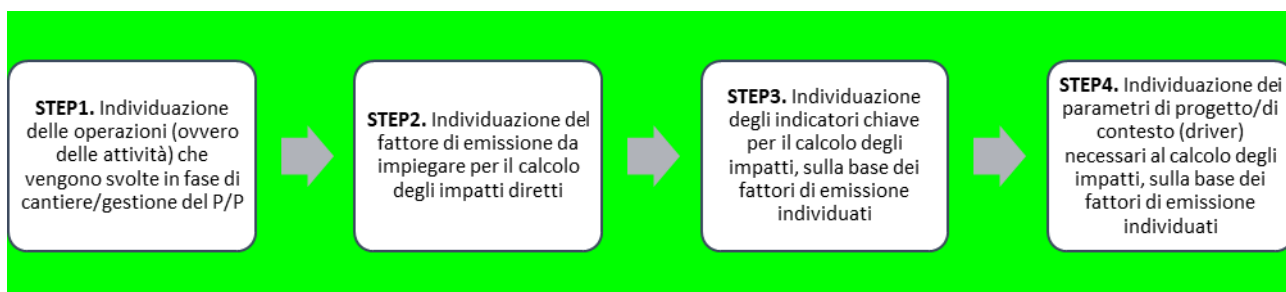 STEP1. Individuazione
delle operazioni (ovvero
delle attività) che
vengono svolte in fase di
cantiere/gestione del P/P
STEP2. Individuazione del
fattore di emissione da
impiegare per il calcolo
degli impatti diretti
STEP3. Individuazione
degli indicatori chiave
per il calcolo degli
impatti, sulla base dei
fattori di emissione
individuati
STEP4. Individuazione dei
parametri di progetto/di
contesto (driver)
necessari al calcolo degli
impatti, sulla base dei
fattori di emissione
individuati